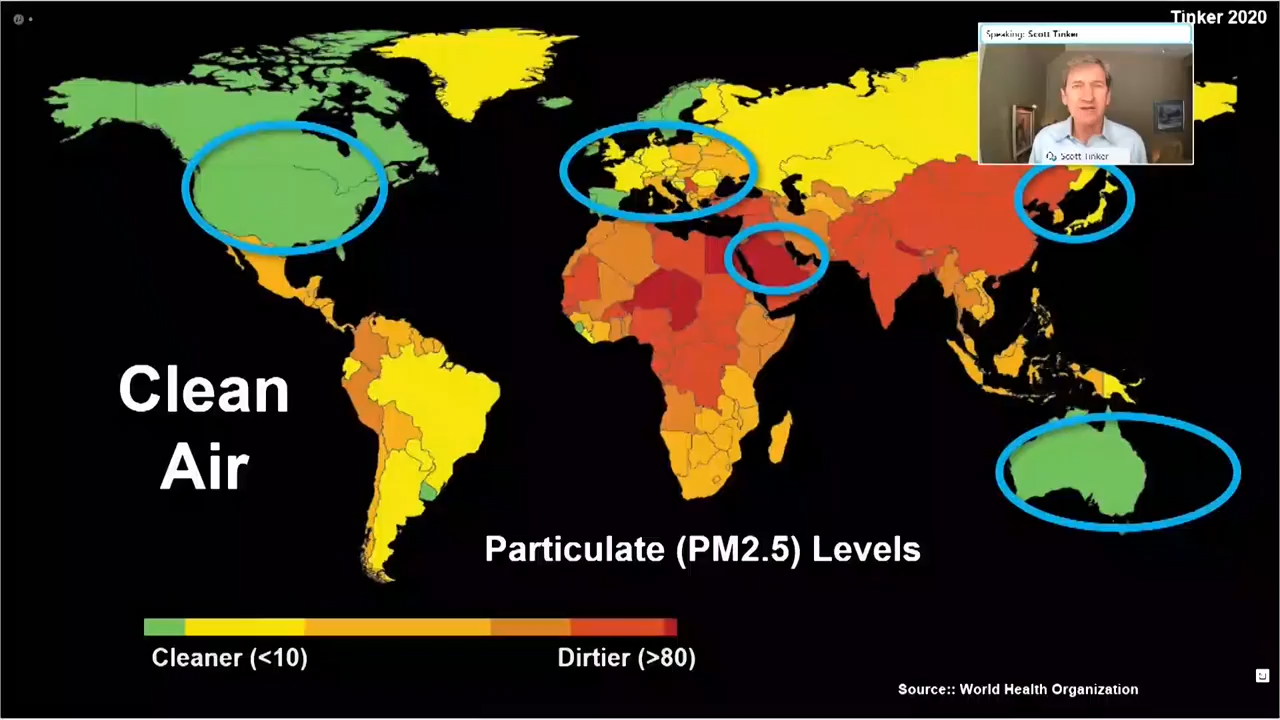 Tinker 2020
Speaking: Scott Tinker
Scott Tinker
Clean
Air
Particulate (PM2.5) Levels
Cleaner (<10)
Dirtier (>80)
Source:: World Health Organization